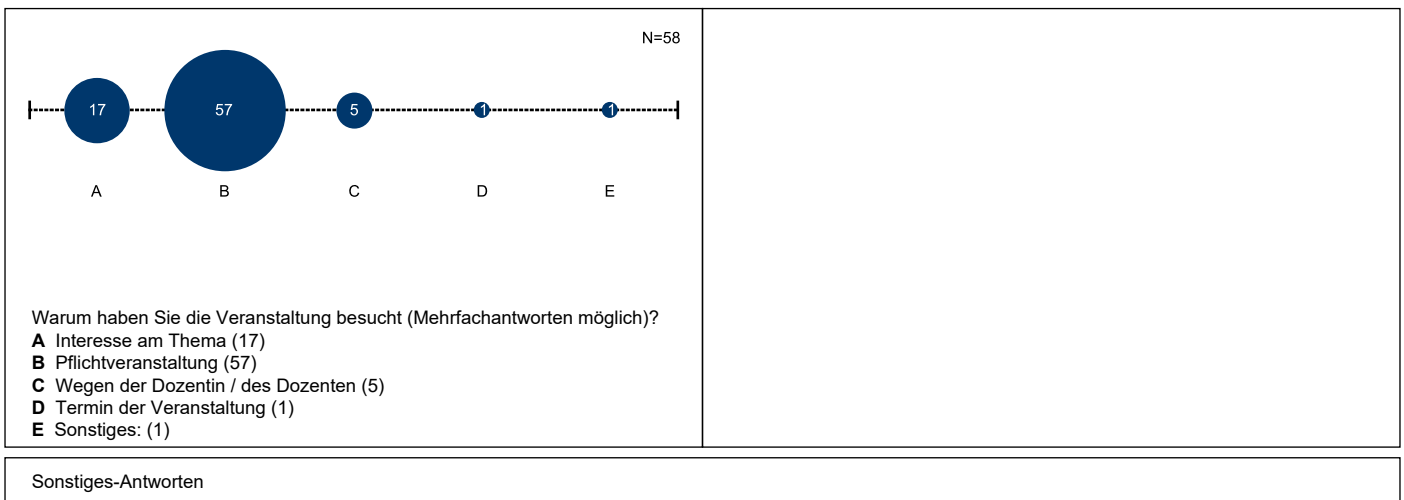 N=58
17 57 5 1 1
A B C D E
Warum haben Sie die Veranstaltung besucht (Mehrfachantworten möglich)?
A Interesse am Thema (17)
B Pflichtveranstaltung (57)
C Wegen der Dozentin / des Dozenten (5)
D Termin der Veranstaltung (1)
E Sonstiges: (1)
Sonstiges-Antworten